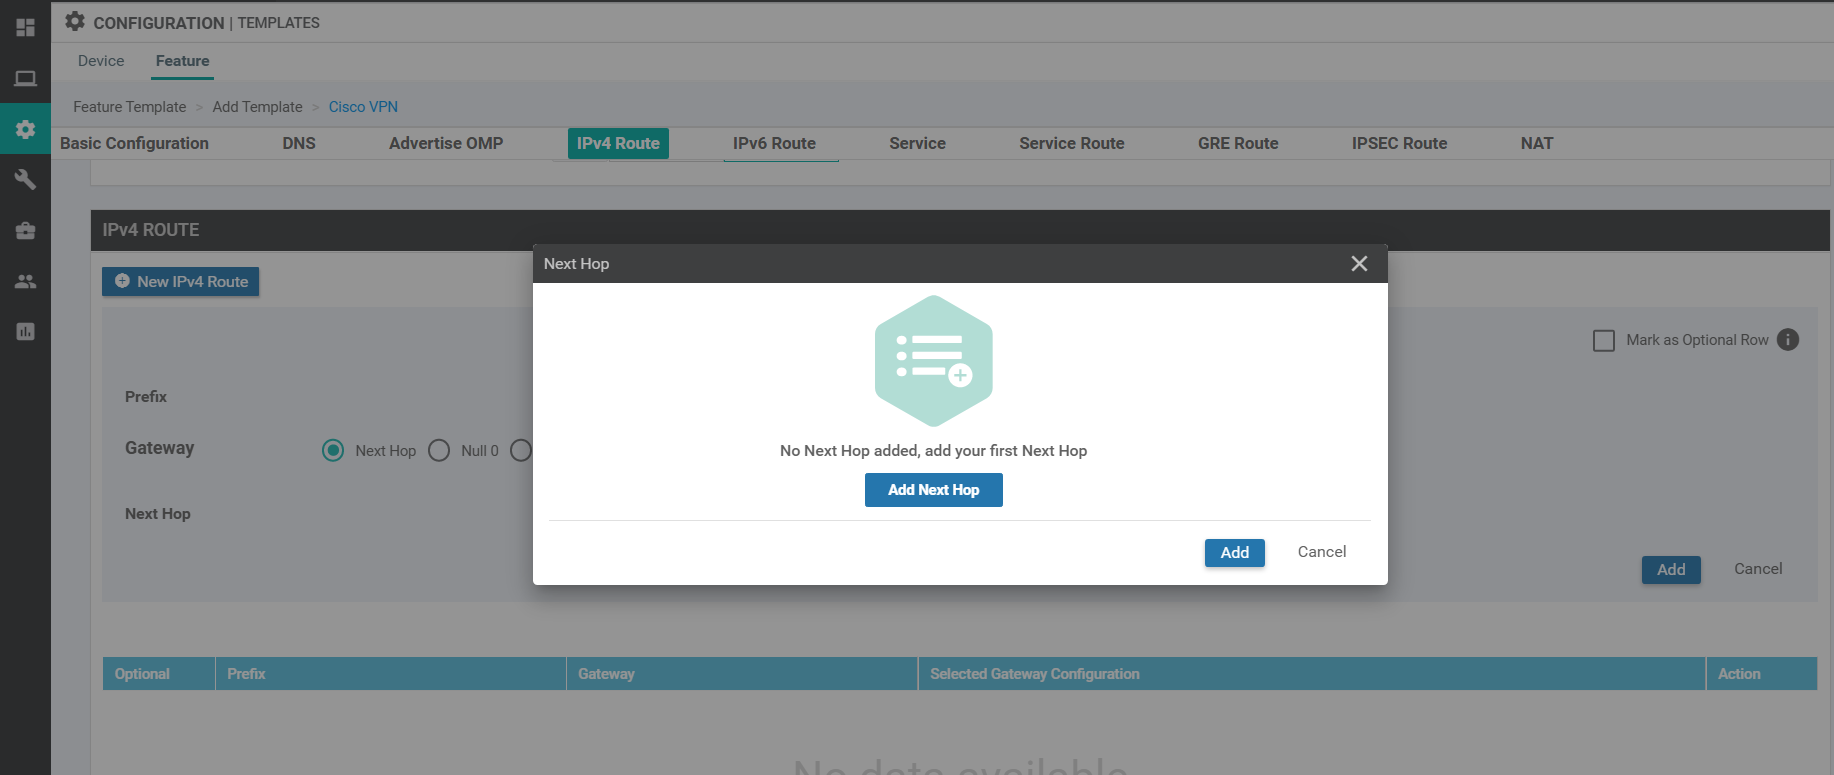 CONFIGURATION | TEMPLATES
Device Feature
Feature Template > Add Template > Cisco VPN
Basic Configuration DNS Advertise OMP IPv4 Route IPv6 Route Service Service Route GRE Route IPSEC Route NAT
IPv4 ROUTE
Next Hop
New IPv4 Route
Mark as Optional Row
Prefix
Gateway Next Hop Null 0
No Next Hop added, add your first Next Hop
Add Next Hop
Next Hop
Add Cancel
Add Cancel
Optional Prefix Gateway Selected Gateway Configuration Action
No data available